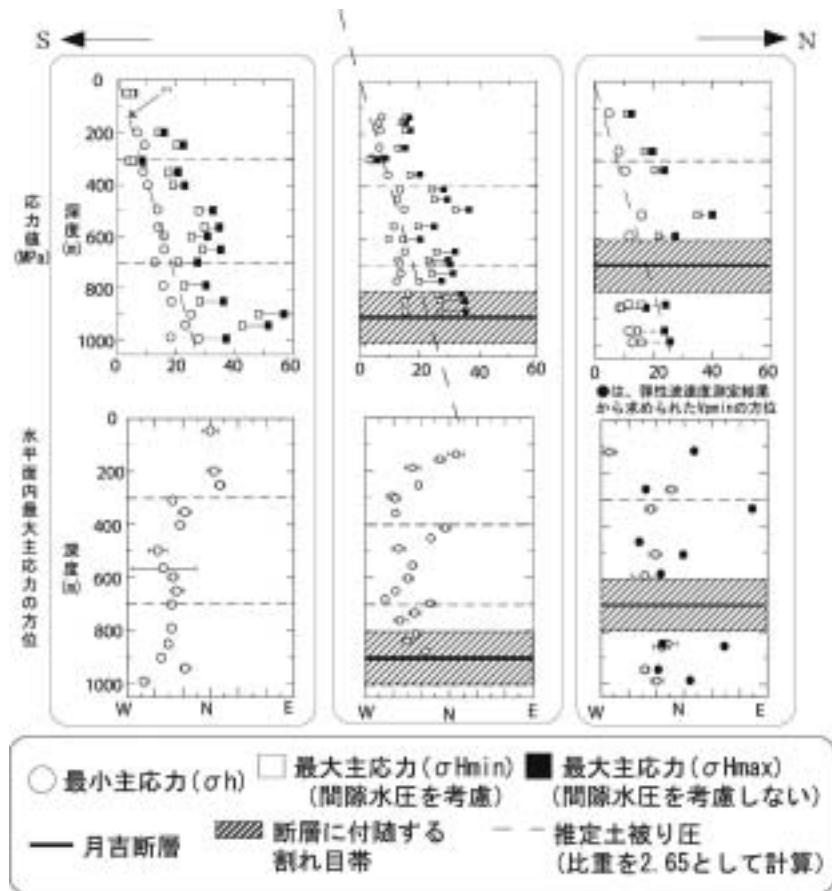 S
N
0
200
400
600
800
1000
0
20
40
60
0
20
40
60
0
20
40
60
応力値
(MPa)
深度
(m)
●は、弾性波速度測定結果
から求められたVpminの方位
0
200
400
600
800
1000
W
N
E
W
N
E
W
N
E
水平面内最大主応力の方位
深度
(m)
最小主応力(σh)
最大主応力(σHmin)
(間隙水圧を考慮)
最大主応力(σHmax)
(間隙水圧を考慮しない)
月吉断層
断層に付随する
割れ目帯
推定土被り圧
(比重を2.65として計算)